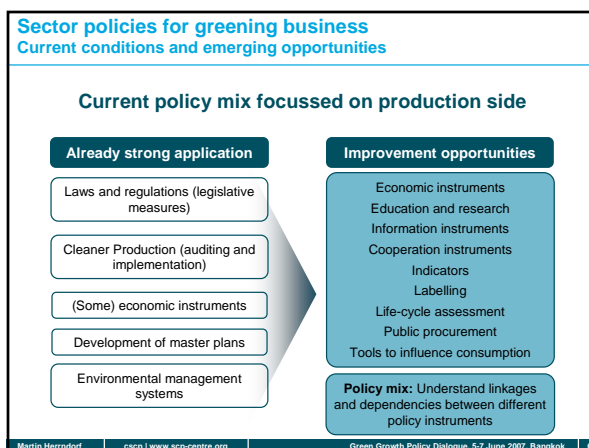 Sector policies for greening business
Current conditions and emerging opportunities
Current policy mix focussed on production side
Already strong application
Laws and regulations (legislative
measures)
Cleaner Production (auditing and
implementation)
(Some) economic instruments
Development of master plans
Environmental management
systems
Improvement opportunities
Economic instruments
Education and research
Information instruments
Cooperation instruments
Indicators
Labelling
Life-cycle assessment
Public procurement
Tools to influence consumption
Policy mix: Understand linkages
and dependencies between different
policy instruments
Martin Herrndorf cscp | www.scp-centre.org Green Growth Policy Dialogue, 5-7 June 2007, Bangkok